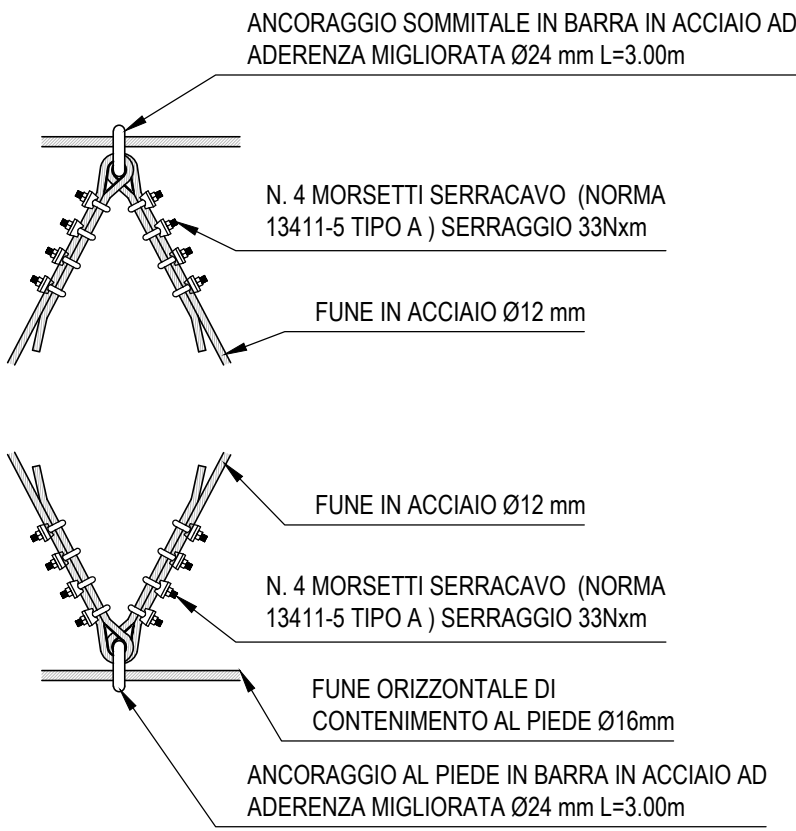 ANCORAGGIO SOMMITALE IN BARRA IN ACCIAIO AD
ADERENZA MIGLIORATA Ø24 mm L=3.00m
N. 4 MORSETTI SERRACAVO (NORMA
13411-5 TIPO A ) SERRAGGIO 33Nxm
FUNE IN ACCIAIO Ø12 mm
FUNE IN ACCIAIO Ø12 mm
N. 4 MORSETTI SERRACAVO (NORMA
13411-5 TIPO A ) SERRAGGIO 33Nxm
FUNE ORIZZONTALE DI
CONTENIMENTO AL PIEDE Ø16mm
ANCORAGGIO AL PIEDE IN BARRA IN ACCIAIO AD
ADERENZA MIGLIORATA Ø24 mm L=3.00m